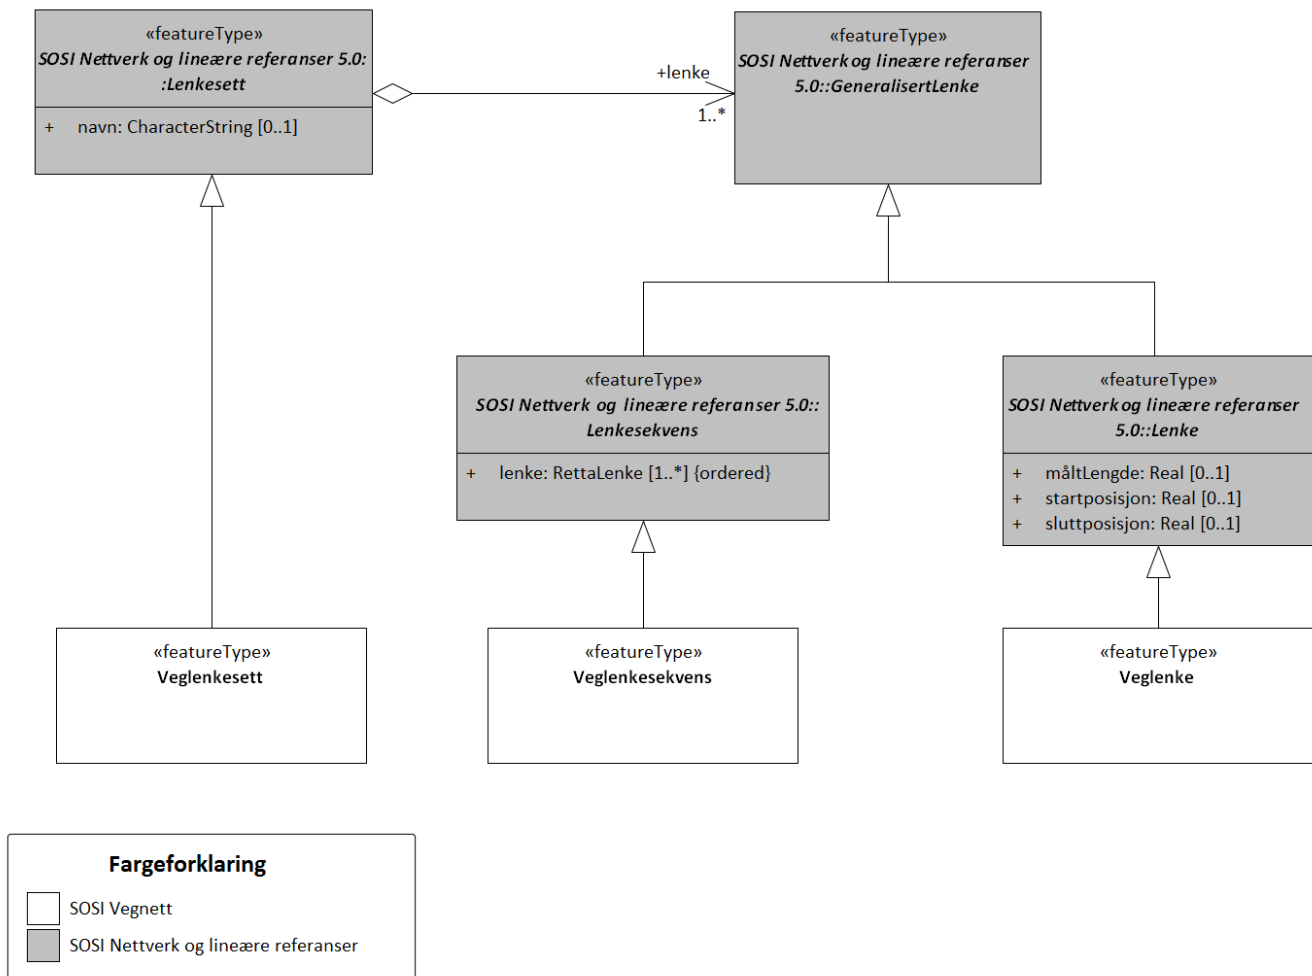 «featureType»
SOSI Nettverk og lineære referanser 5.0:
:Lenkesett
+ navn: CharacterString [0..1]
+lenke
1..*
«featureType»
SOSI Nettverk og lineære referanser
5.0::GeneralisertLenke
«featureType»
SOSI Nettverk og lineære referanser 5.0::
Lenkesekvens
+ lenke: RettaLenke [1..*] {ordered}
«featureType»
SOSI Nettverk og lineære referanser
5.0::Lenke
+ måltLengde: Real [0..1]
+ startposisjon: Real [0..1]
+ sluttposisjon: Real [0..1]
«featureType»
Veglenkesett
«featureType»
Veglenkesekvens
«featureType»
Veglenke
Fargeforklaring
SOSI Vegnett
SOSI Nettverk og lineære referanser